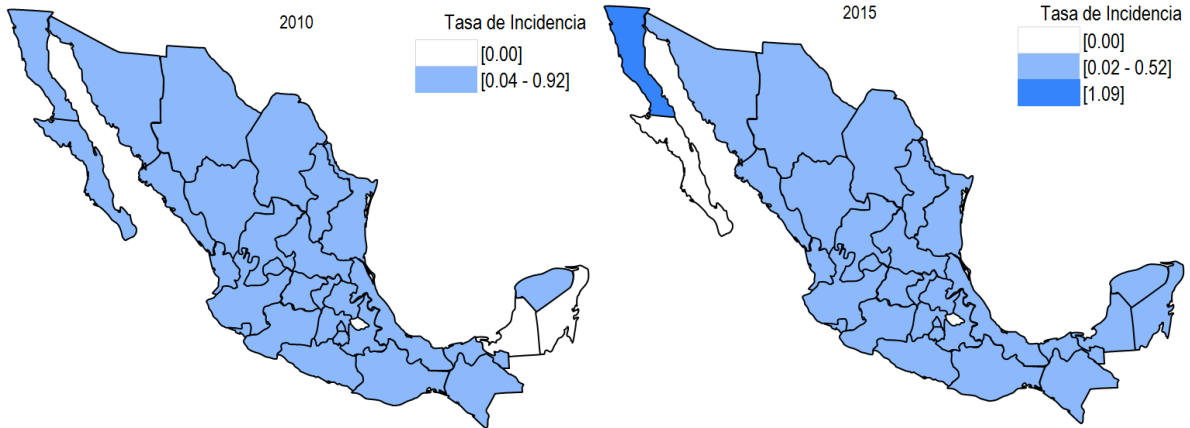 2010
Tasa de Incidencia
[0.00]
[0.04 - 0.92]
2015
Tasa de Incidencia
[0.00]
[0.02 - 0.52]
[1.09]